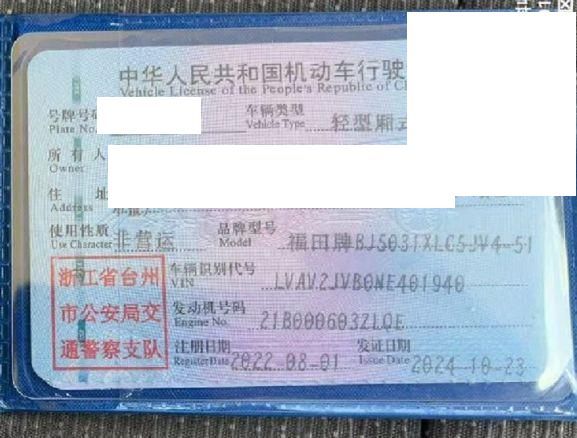 中华人民共和国机动车行驶
Vehicle License of the People's Republic of C
号牌号码 车辆类型 轻型厢式
Plate No. Vehicle Type
所有人
Owner
住址
Address
使用性质 非营运 品牌型号 福田牌BJ5031XLC5JV4-51
Use Character Model
浙江省台州
市公安局交
通警察支队
车辆识别代号 LVAV2JVB0NE401940
VIN
发动机号码 21B000603ZLQE
Engine No.
注册日期 2022-08-01 发证日期 2024-10-23
Register Date Issue Date